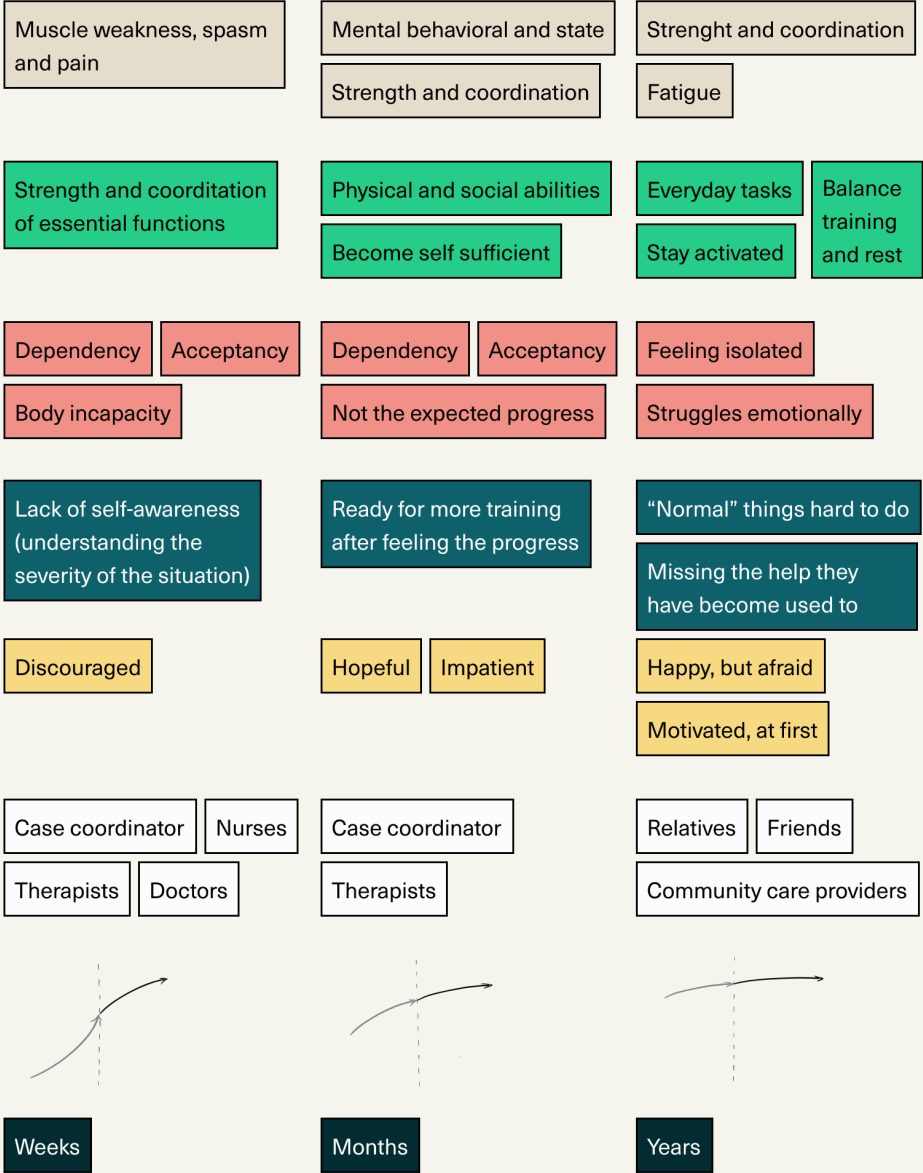 Muscle weakness, spasm
and pain
Mental behavioral and state
Strength and coordination
Strenght and coordination
Fatigue
Strength and coorditation
of essential functions
Physical and social abilities
Become self sufficient
Everyday tasks
Stay activated
Balance
training
and rest
Dependency
Acceptancy
Body incapacity
Dependency
Acceptancy
Not the expected progress
Feeling isolated
Struggles emotionally
Lack of self-awareness
(understanding the
severity of the situation)
Ready for more training
after feeling the progress
“Normal” things hard to do
Missing the help they
have become used to
Discouraged
Hopeful
Impatient
Happy, but afraid
Motivated, at first
Case coordinator
Nurses
Therapists
Doctors
Case coordinator
Therapists
Relatives
Friends
Community care providers
Weeks
Months
Years